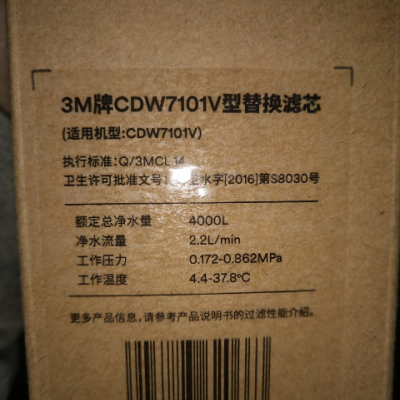 3M牌CDW7101V型替换滤芯
(适用机型:CDW7101V)
执行标准:Q/3MCL 14
卫生许可批准文号: 水字[2016]第S8030号
额定总净水量 4000L
净水流量 2.2L/min
工作压力 0.172-0.862MPa
工作温度 4.4-37.8℃
更多产品信息,请参考产品说明书的过滤性能介紹。